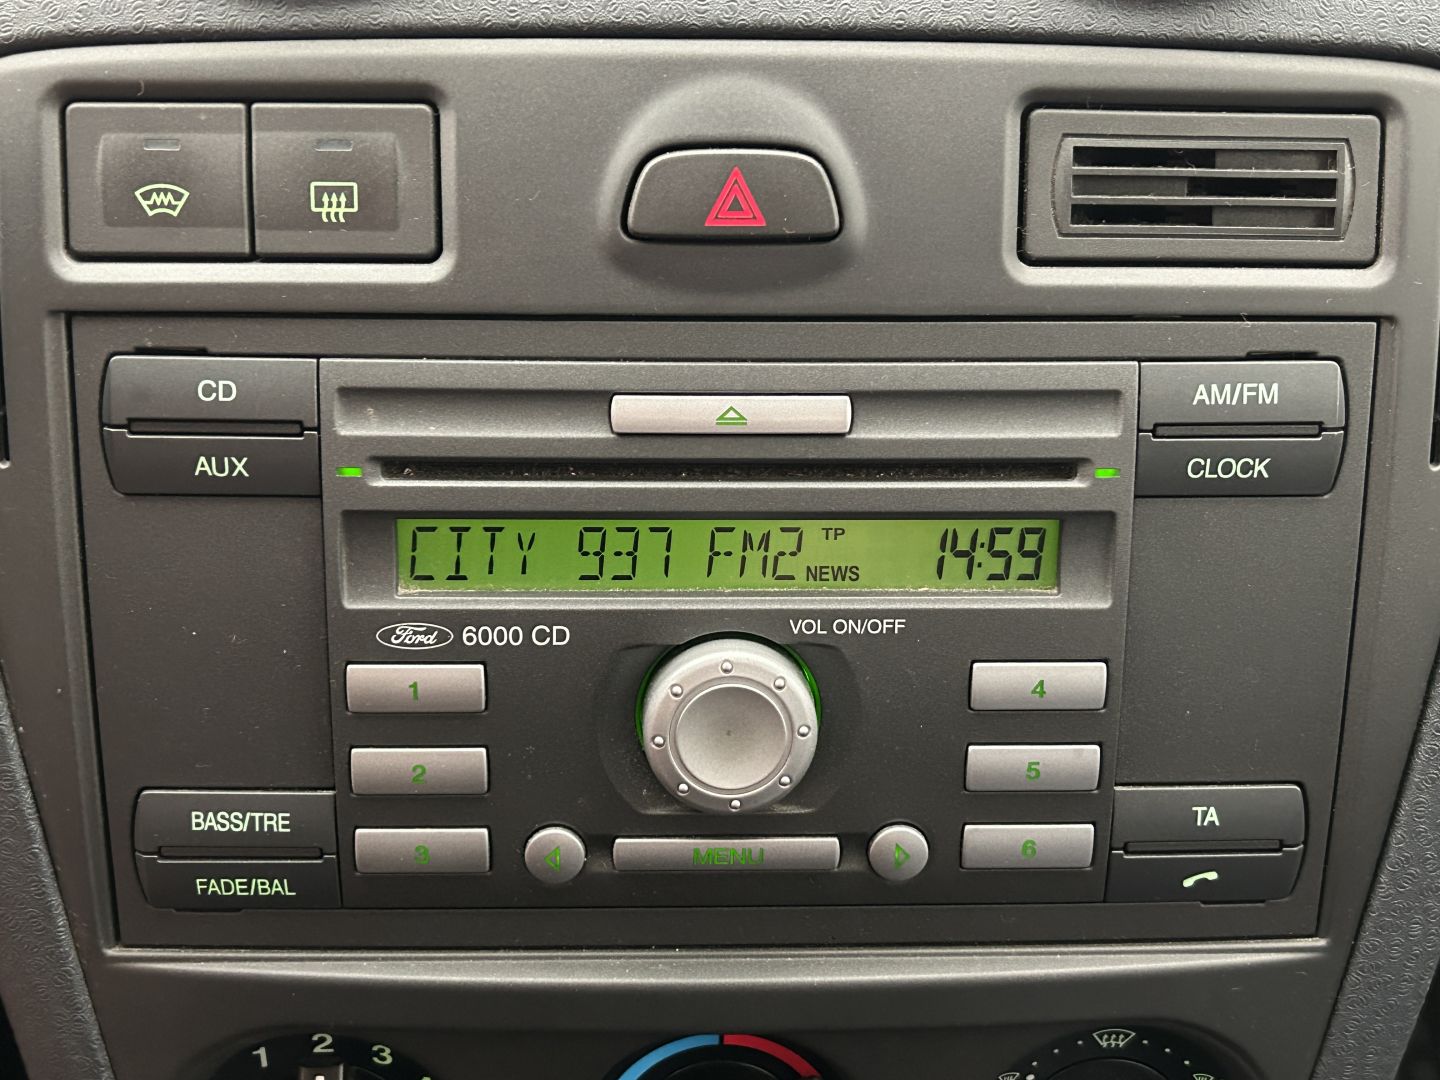 CD
AUX
AM/FM
CLOCK
CITY 937 FM2 TP NEWS 14:59
Ford 6000 CD
VOL ON/OFF
1
4
2
5
3
MENU
6
BASS/TRE
FADE/BAL
TA
1 2 3